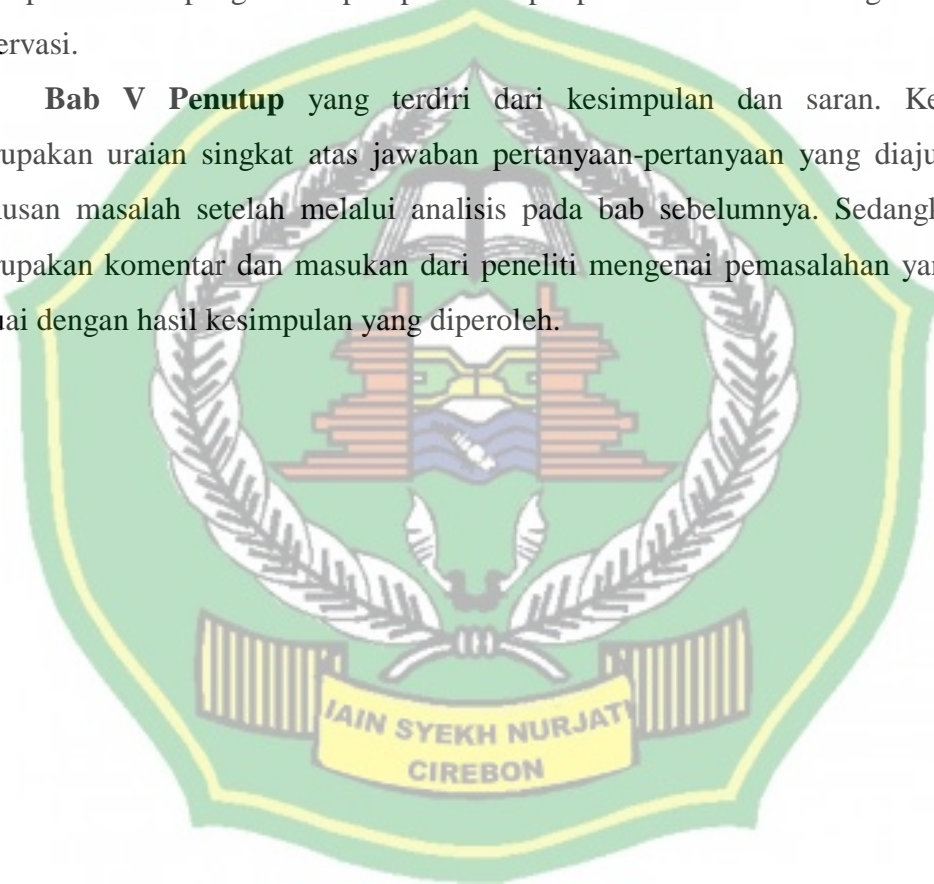 ervasi.
Bab V Penutup yang terdiri dari kesimpulan dan saran. Ke
upakan uraian singkat atas jawaban pertanyaan-pertanyaan yang diaju
usan masalah setelah melalui analisis pada bab sebelumnya. Sedangk
upakan komentar dan masukan dari peneliti mengenai pemasalahan yan
uai dengan hasil kesimpulan yang diperoleh.
IAIN SYEKH NURJATI
CIREBON